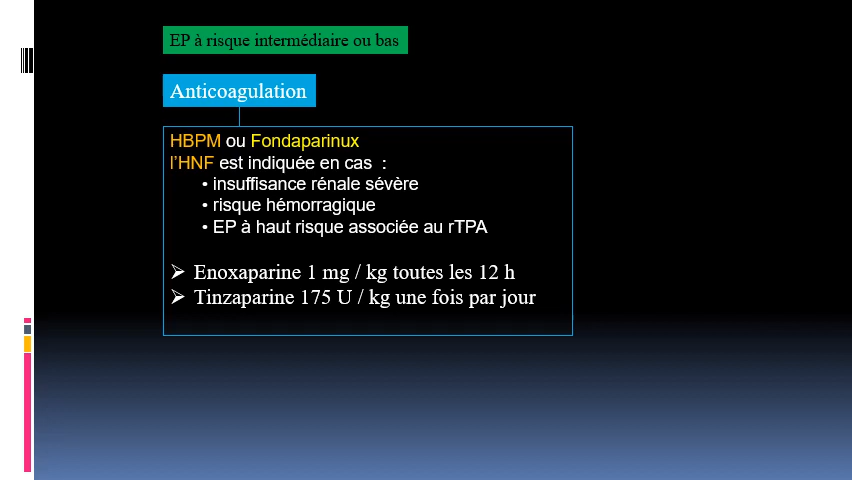 EP à risque intermédiaire ou bas
Anticoagulation
HBPM ou Fondaparinux
l'HNF est indiquée en cas :
• insuffisance rénale sévère
• risque hémorragique
• EP à haut risque associée au rTPA
➢ Enoxaparine 1 mg / kg toutes les 12 h
➢ Tinzaparine 175 U / kg une fois par jour